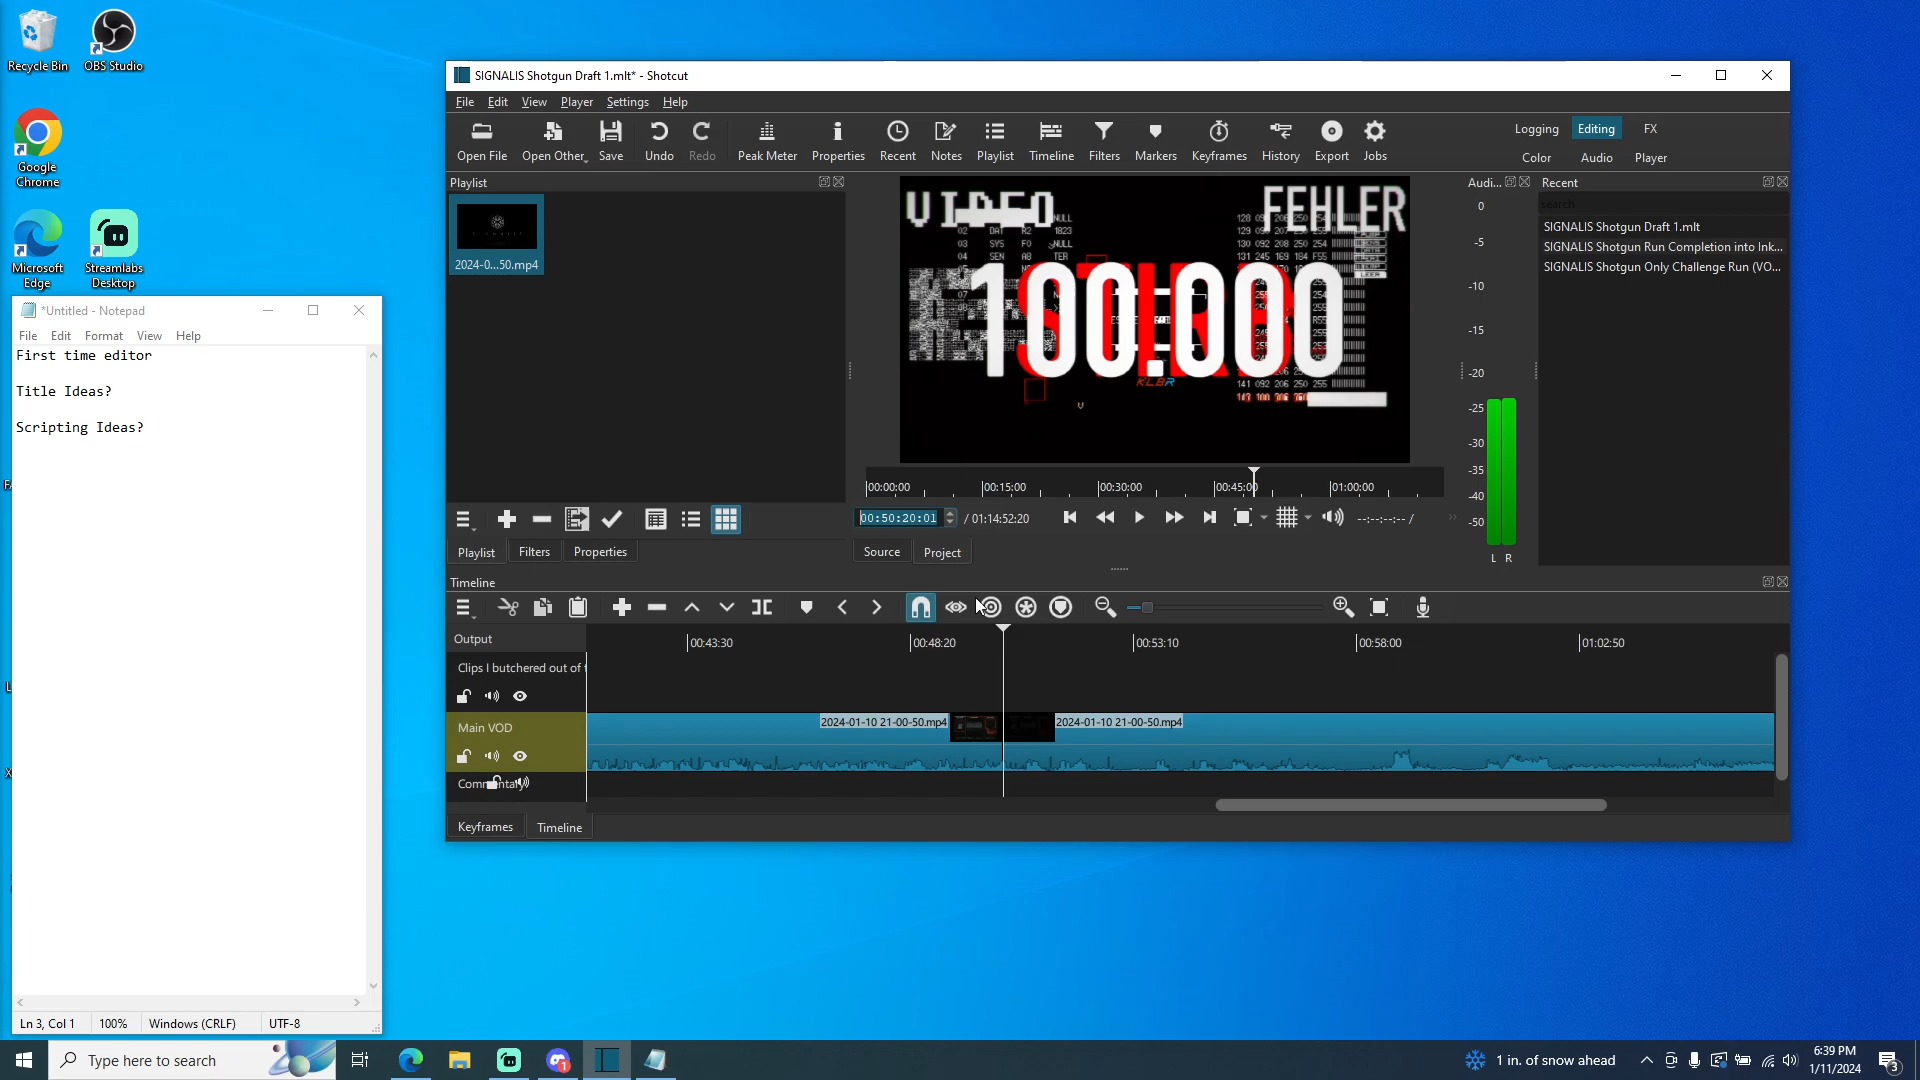 Recycle Bin
OBS Studio
Google Chrome
Microsoft Edge
Streamlabs Desktop
*Untitled - Notepad
File Edit Format View Help
First time editor
Title Ideas?
Scripting Ideas?
Ln 3, Col 1 100% Windows (CRLF) UTF-8
SIGNALIS Shotgun Draft 1.mlt* - Shotcut
File Edit View Player Settings Help
Open File Open Other.. Save Undo Redo Peak Meter Properties Recent Notes Playlist Timeline Filters Markers Keyframes History Export Jobs
Logging Editing FX
Color Audio Player
Playlist
2024-0...50.mp4
Playlist Filters Properties
VIDEO
FEHLER
100.000
KLBR
00:00:00 00:15:00 00:30:00 00:45:00 01:00:00
00:50:20:01 / 01:14:52:20 --:--:--:-- /
Source Project
Audi...
0
-5
-10
-15
-20
-25
-30
-35
-40
-50
L R
Recent
search
SIGNALIS Shotgun Draft 1.mlt
SIGNALIS Shotgun Run Completion into Ink...
SIGNALIS Shotgun Only Challenge Run (VO...
Timeline
Output
00:43:30 00:48:20 00:53:10 00:58:00 01:02:50
Clips I butchered out of t
Main VOD
2024-01-10 21-00-50.mp4
2024-01-10 21-00-50.mp4
Commentary
Keyframes Timeline
Type here to search
1
1 in. of snow ahead
6:39 PM
1/11/2024
3